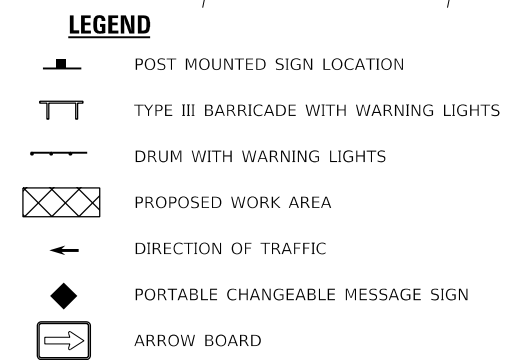 LEGEND
POST MOUNTED SIGN LOCATION
TYPE III BARRICADE WITH WARNING LIGHTS
DRUM WITH WARNING LIGHTS
PROPOSED WORK AREA
DIRECTION OF TRAFFIC
PORTABLE CHANGEABLE MESSAGE SIGN
ARROW BOARD